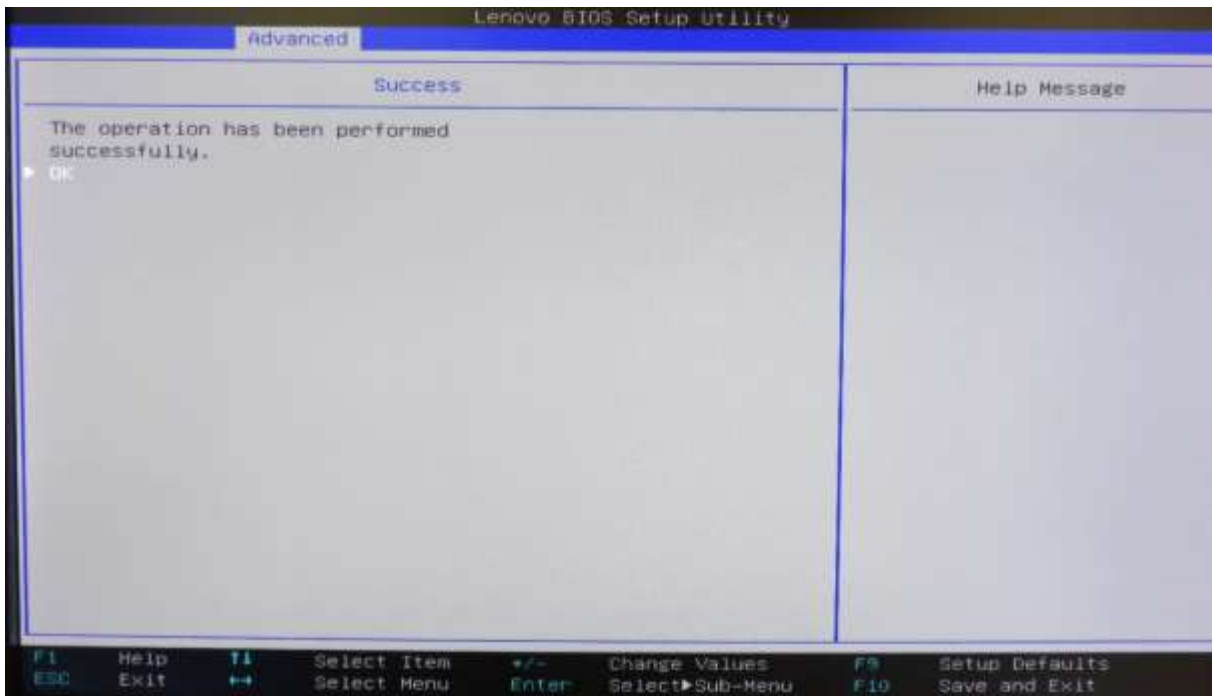 Lenovo BIOS Setup Utility
Advanced
Success
Help Message
The operation has been performed
successfully.
▶ OK
F1 Help ↑↓ Select Item +/- Change Values F9 Setup Defaults
ESC Exit ←→ Select Menu Enter Select▶Sub-Menu F10 Save and Exit